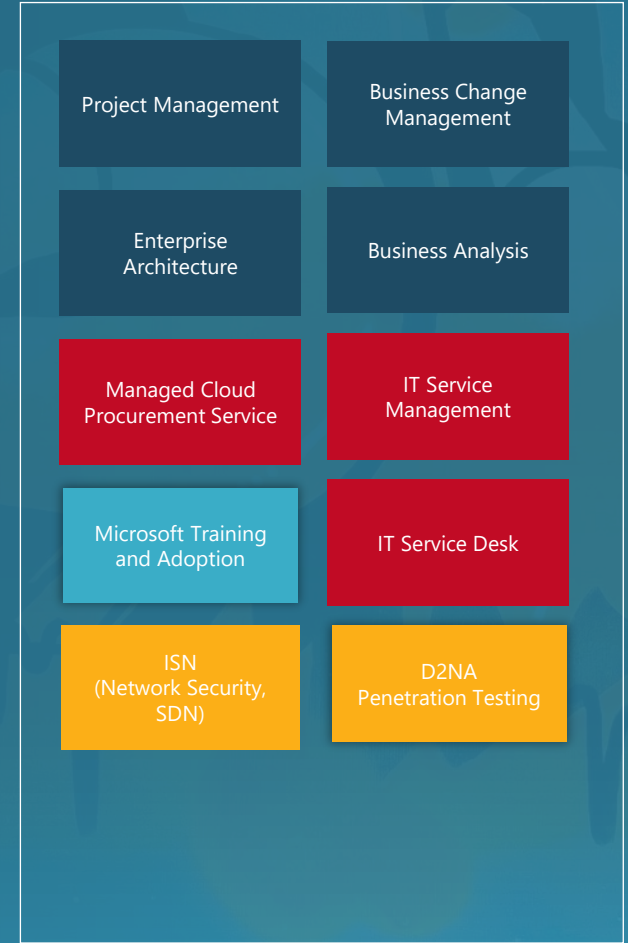 Project Management
Business Change
Management
Enterprise
Architecture
Business Analysis
Managed Cloud
Procurement Service
IT Service
Management
Microsoft Training
and Adoption
IT Service Desk
ISN
(Network Security,
SDN)
D2NA
Penetration Testing